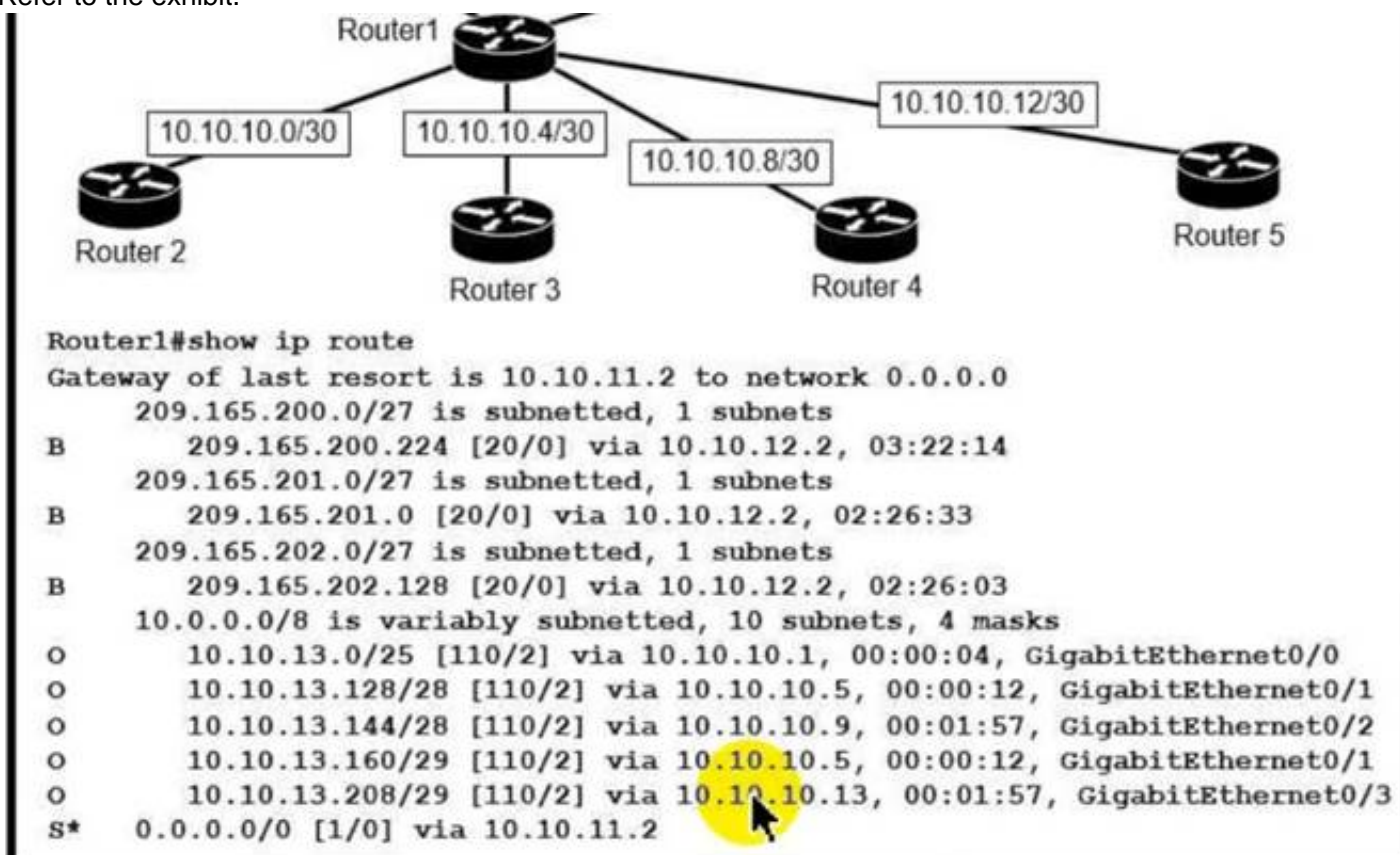 Refer to the exhibit.
Router1
10.10.10.12/30
10.10.10.0/30
10.10.10.4/30
10.10.10.8/30
Router 2
Router 3
Router 4
Router 5
Router1#show ip route
Gateway of last resort is 10.10.11.2 to network 0.0.0.0
209.165.200.0/27 is subnetted, 1 subnets
B 209.165.200.224 [20/0] via 10.10.12.2, 03:22:14
209.165.201.0/27 is subnetted, 1 subnets
B 209.165.201.0 [20/0] via 10.10.12.2, 02:26:33
209.165.202.0/27 is subnetted, 1 subnets
B 209.165.202.128 [20/0] via 10.10.12.2, 02:26:03
10.0.0.0/8 is variably subnetted, 10 subnets, 4 masks
O 10.10.13.0/25 [110/2] via 10.10.10.1, 00:00:04, GigabitEthernet0/0
O 10.10.13.128/28 [110/2] via 10.10.10.5, 00:00:12, GigabitEthernet0/1
O 10.10.13.144/28 [110/2] via 10.10.10.9, 00:01:57, GigabitEthernet0/2
O 10.10.13.160/29 [110/2] via 10.10.10.5, 00:00:12, GigabitEthernet0/1
O 10.10.13.208/29 [110/2] via 10.10.10.13, 00:01:57, GigabitEthernet0/3
S* 0.0.0.0/0 [1/0] via 10.10.11.2